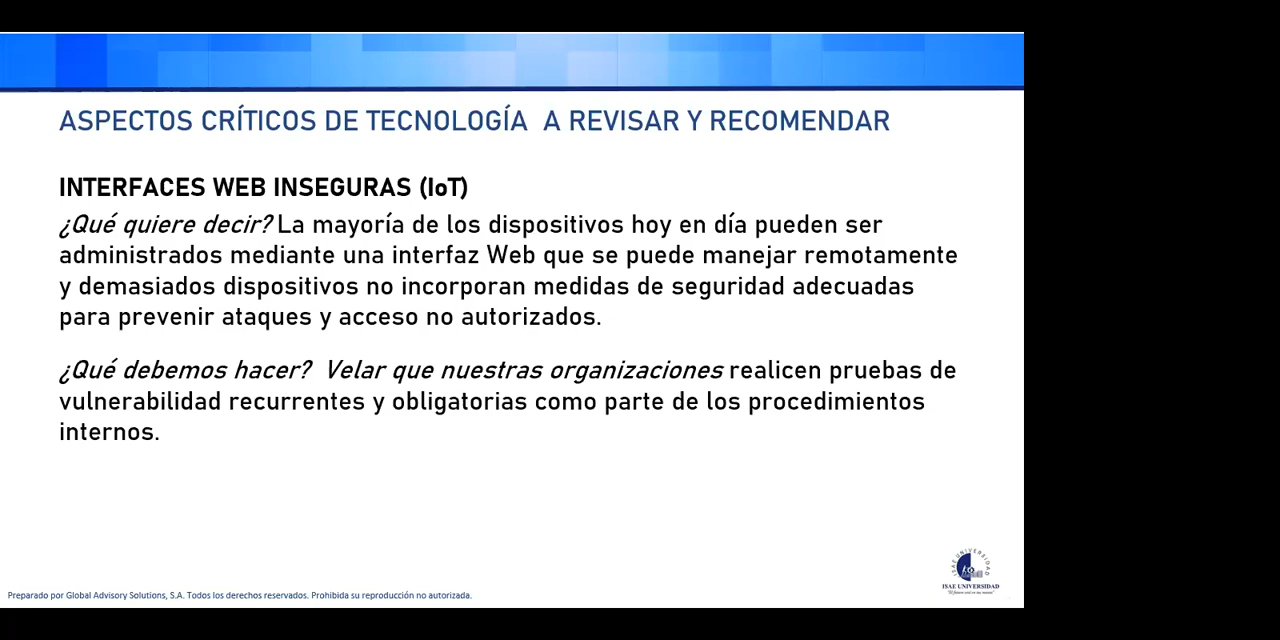 ASPECTOS CRÍTICOS DE TECNOLOGÍA A REVISAR Y RECOMENDAR
INTERFACES WEB INSEGURAS (IoT)
¿Qué quiere decir? La mayoría de los dispositivos hoy en día pueden ser
administrados mediante una interfaz Web que se puede manejar remotamente
y demasiados dispositivos no incorporan medidas de seguridad adecuadas
para prevenir ataques y acceso no autorizados.
¿Qué debemos hacer? Velar que nuestras organizaciones realicen pruebas de
vulnerabilidad recurrentes y obligatorias como parte de los procedimientos
internos.
ISAE UNIVERSIDAD
ISAE UNIVERSIDAD
Preparado por Global Advisory Solutions, S.A. Todos los derechos reservados. Prohibida su reproducción no autorizada.